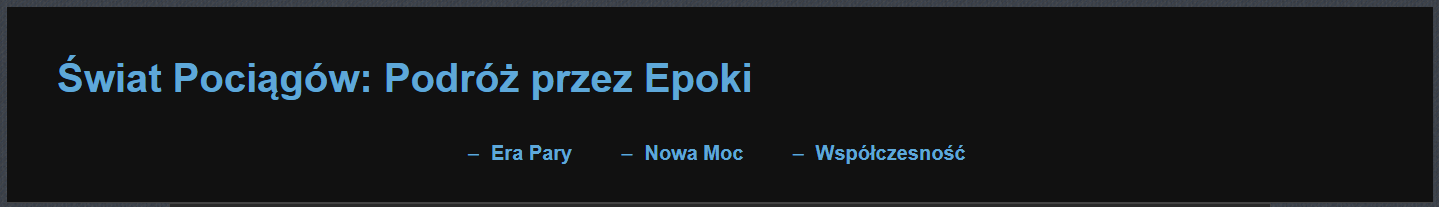 Świat Pociągów: Podróż przez Epoki
– Era Pary – Nowa Moc – Współczesność